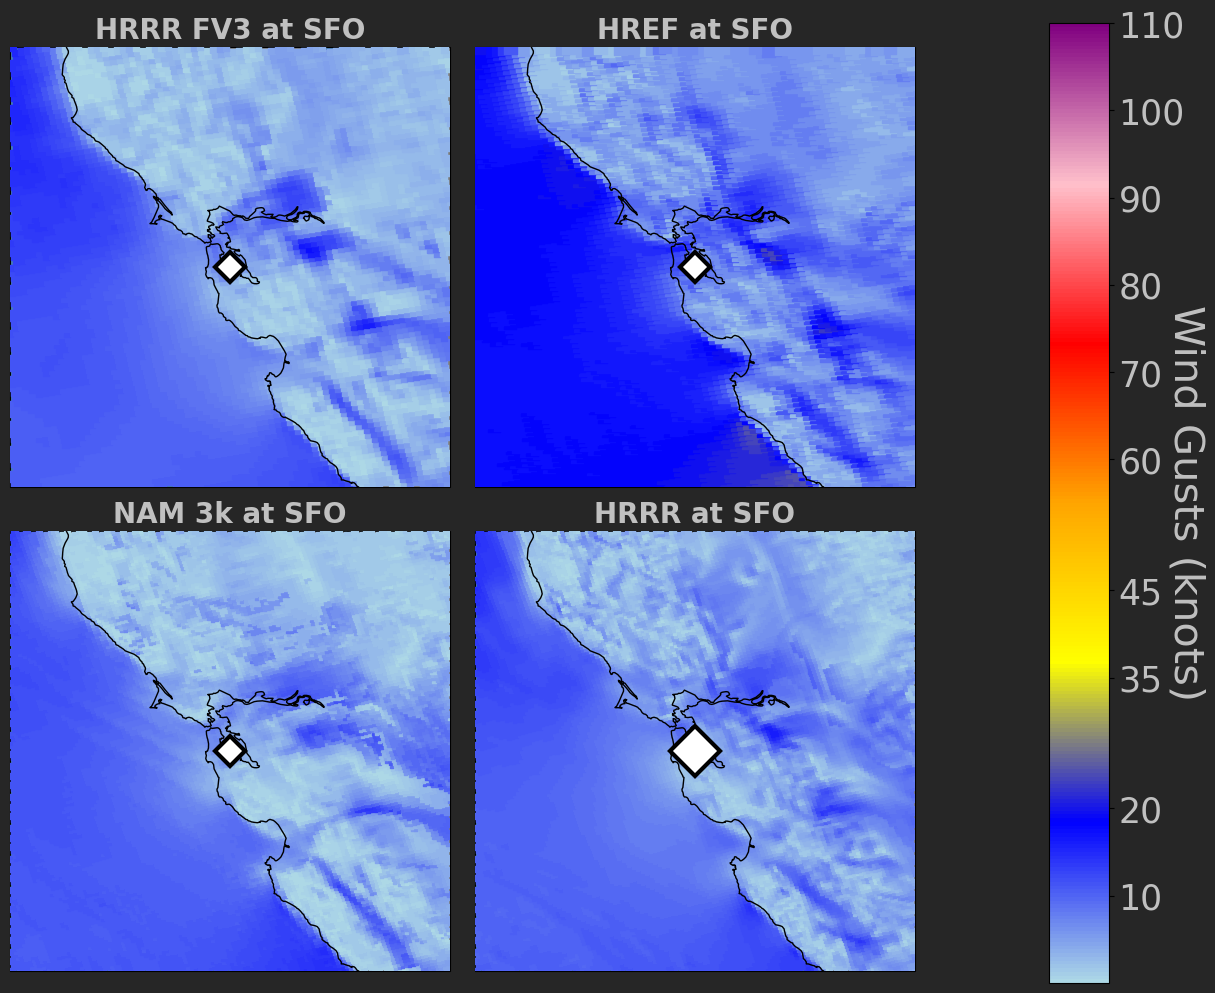 HRRR FV3 at SFO
HREF at SFO
NAM 3k at SFO
HRRR at SFO
110
100
90
80
70
60
45
35
20
10
Wind Gusts (knots)